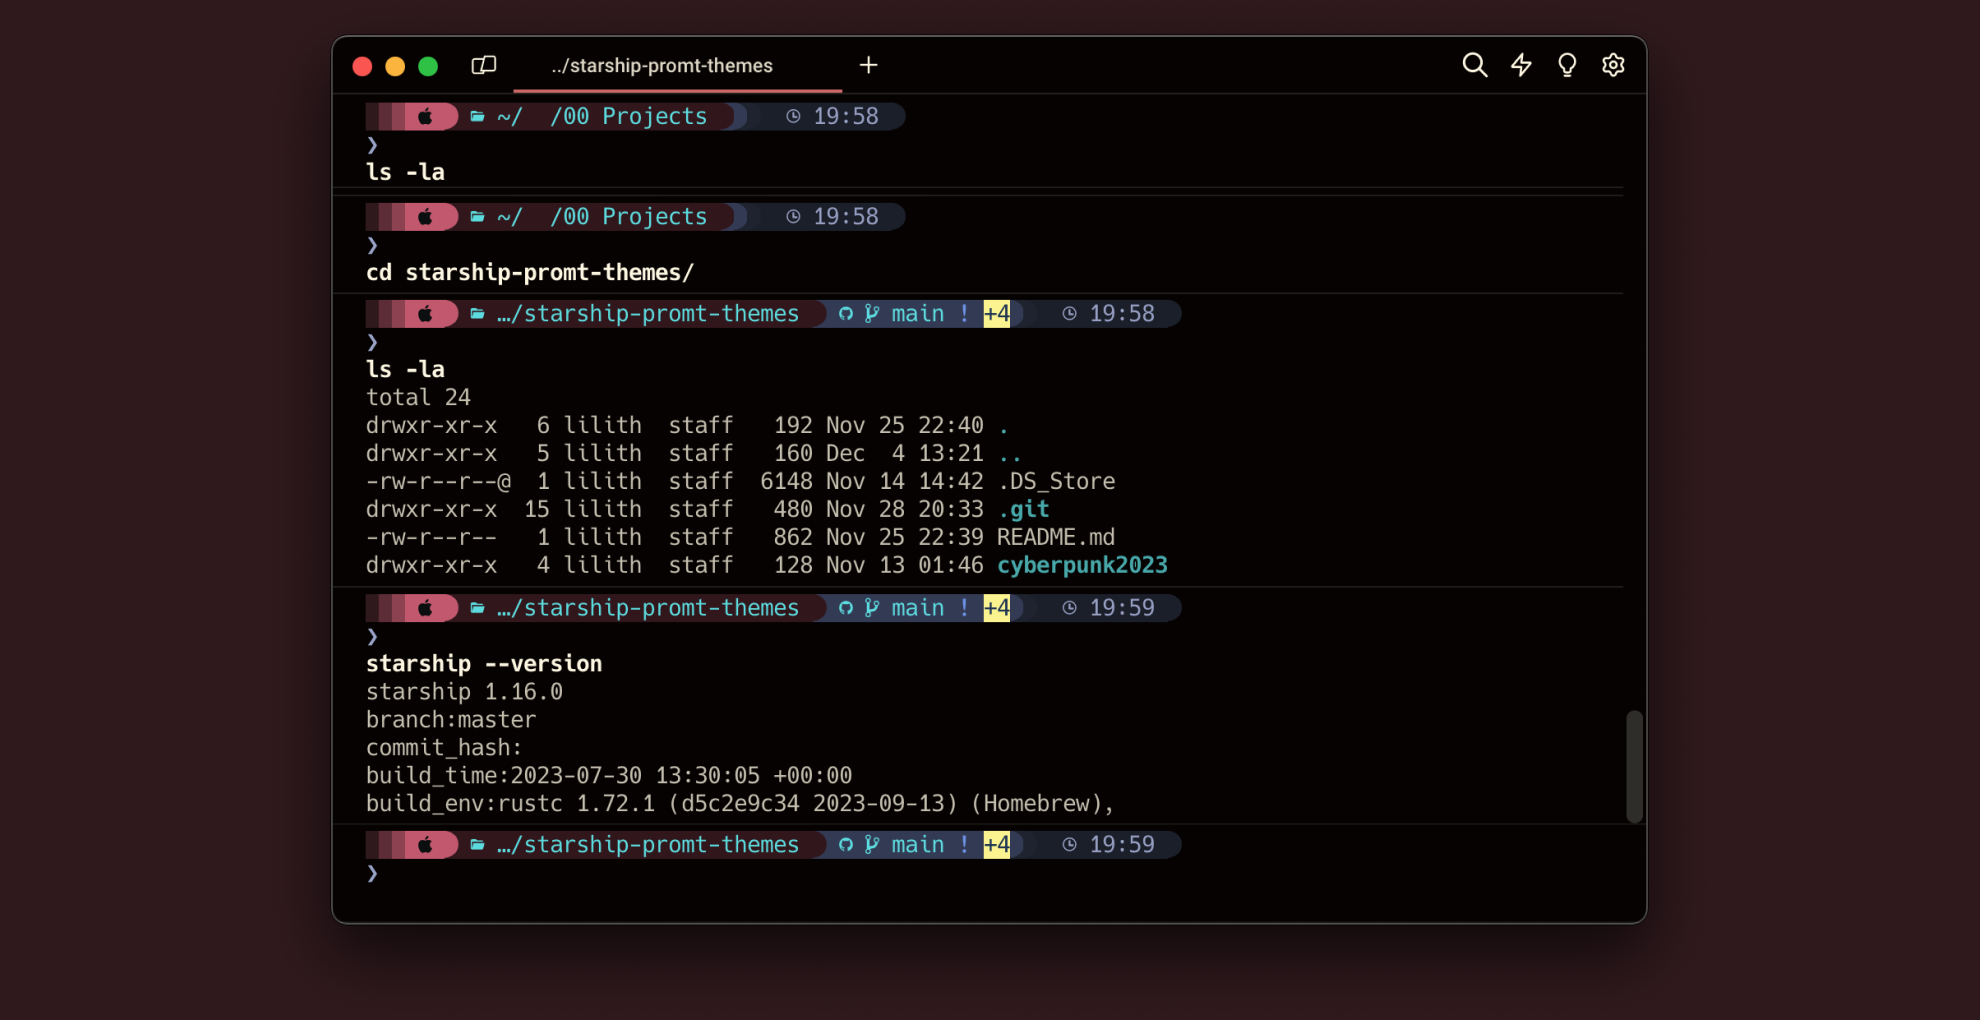 ../starship-promt-themes
~/ /00 Projects 19:58
❯
ls -la
~/ /00 Projects 19:58
❯
cd starship-promt-themes/
…/starship-promt-themes main ! +4 19:58
❯
ls -la
total 24
drwxr-xr-x   6 lilith  staff   192 Nov 25 22:40 .
drwxr-xr-x   5 lilith  staff   160 Dec  4 13:21 ..
-rw-r--r--@  1 lilith  staff  6148 Nov 14 14:42 .DS_Store
drwxr-xr-x  15 lilith  staff   480 Nov 28 20:33 .git
-rw-r--r--   1 lilith  staff   862 Nov 25 22:39 README.md
drwxr-xr-x   4 lilith  staff   128 Nov 13 01:46 cyberpunk2023
…/starship-promt-themes main ! +4 19:59
❯
starship --version
starship 1.16.0
branch:master
commit_hash:
build_time:2023-07-30 13:30:05 +00:00
build_env:rustc 1.72.1 (d5c2e9c34 2023-09-13) (Homebrew),
…/starship-promt-themes main ! +4 19:59
❯